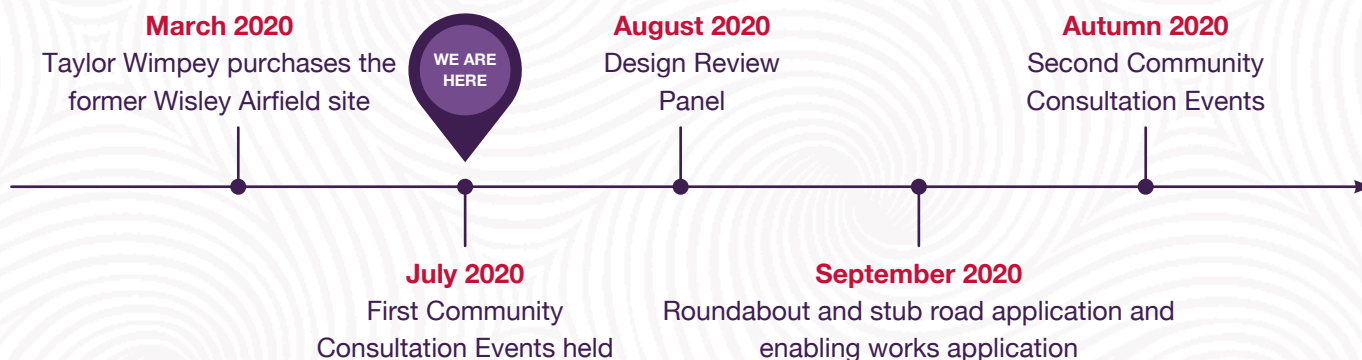 March 2020
Taylor Wimpey purchases the
former Wisley Airfield site
WE ARE
HERE
July 2020
First Community
Consultation Events held
August 2020
Design Review
Panel
September 2020
Roundabout and stub road application and
enabling works application
Autumn 2020
Second Community
Consultation Events